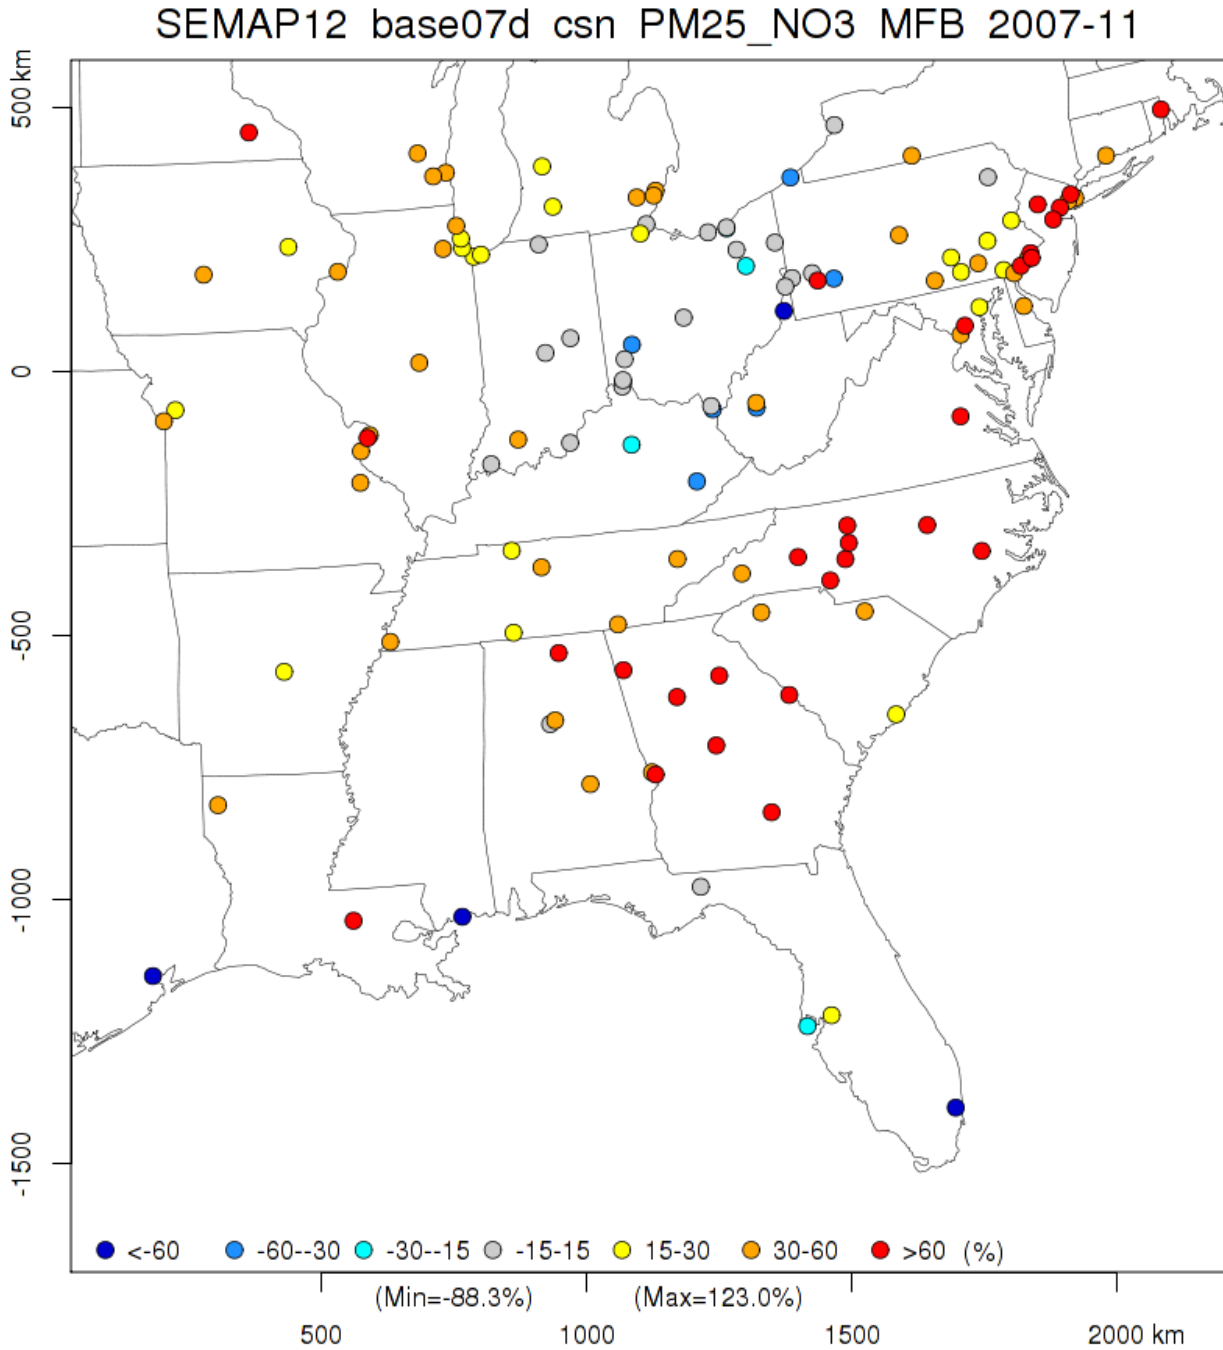 SEMAP12 base07d csn PM25_NO3 MFB 2007-11
500 km
0
-500
-1000
-1500
<-60 -60--30 -30--15 -15-15 15-30 30-60 >60 (%)
(Min=-88.3%) (Max=123.0%)
500 1000 1500 2000 km